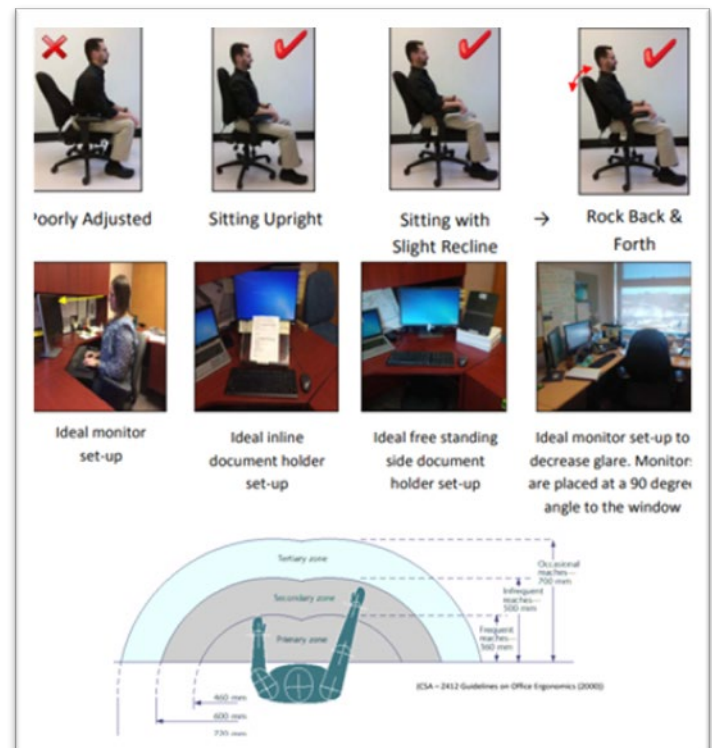 Poorly Adjusted
Sitting Upright
Sitting with
Slight Recline
→
Rock Back &
Forth
Ideal monitor
set-up
Ideal inline
document holder
set-up
Ideal free standing
side document
holder set-up
Ideal monitor set-up to
decrease glare. Monitors
are placed at a 90 degree
angle to the window
Tertiary zone
Secondary zone
Primary zone
Occasional
reaches—
700 mm
Infrequent
reaches—
500 mm
Frequent
reaches—
360 mm
460 mm
600 mm
720 mm
(CSA – Z412 Guidelines on Office Ergonomics (2000))